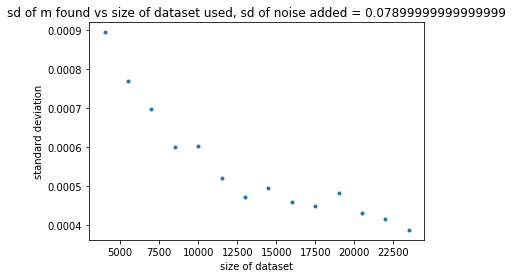 sd of m found vs size of dataset used, sd of noise added = 0.07899999999999999
0.0009
0.0008
0.0007
0.0006
0.0005
0.0004
standard deviation
5000 7500 10000 12500 15000 17500 20000 22500
size of dataset